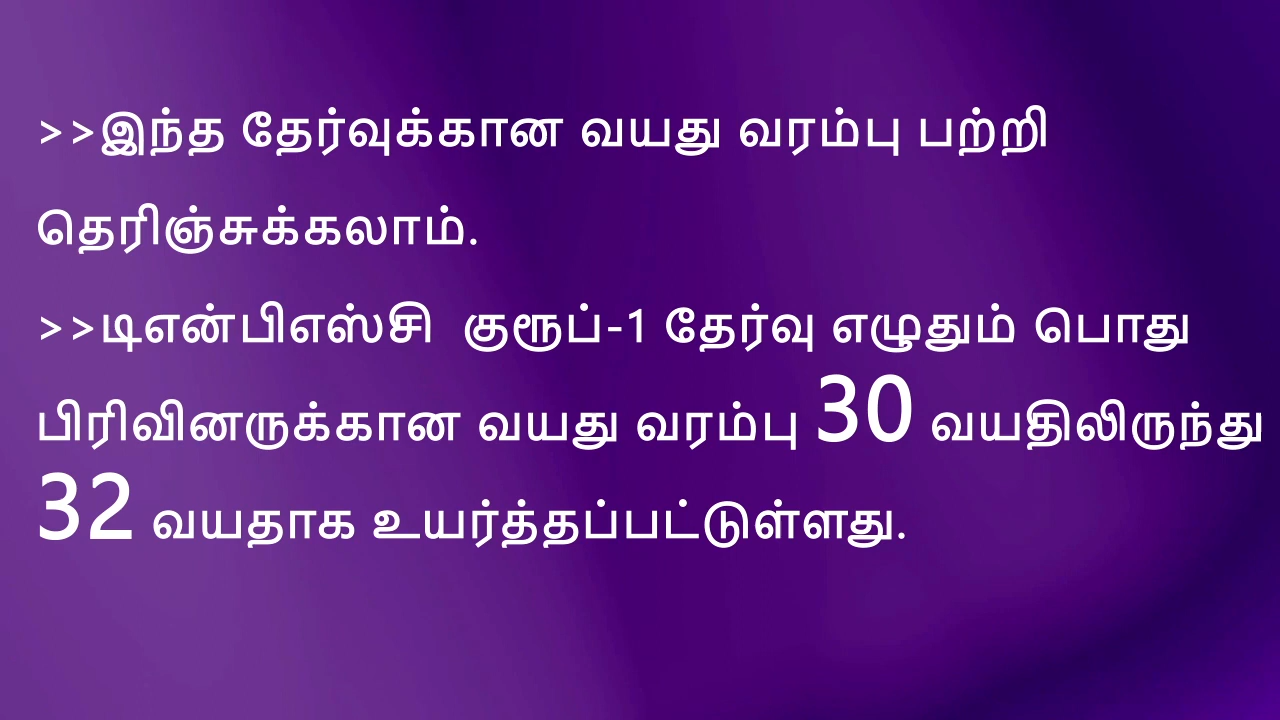 >>இந்த தேர்வுக்கான வயது வரம்பு பற்றி
தெரிஞ்சுக்கலாம்.
>>டிஎன்பிஎஸ்சி  குரூப்-1 தேர்வு எழுதும் பொது
பிரிவினருக்கான வயது வரம்பு 30 வயதிலிருந்து
32 வயதாக உயர்த்தப்பட்டுள்ளது.